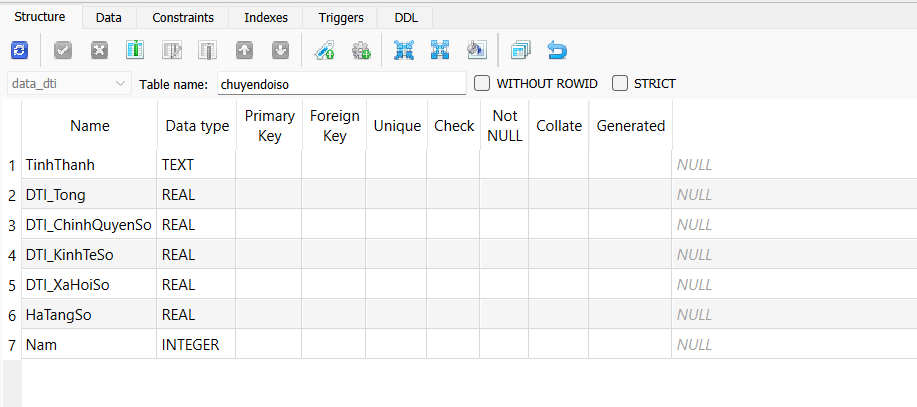 Structure Data Constraints Indexes Triggers DDL
data_dti Table name: chuyendoiso WITHOUT ROWID STRICT
Name Data type Primary Key Foreign Key Unique Check Not NULL Collate Generated
1 TinhThanh TEXT NULL
2 DTI_Tong REAL NULL
3 DTI_ChinhQuyenSo REAL NULL
4 DTI_KinhTeSo REAL NULL
5 DTI_XaHoiSo REAL NULL
6 HaTangSo REAL NULL
7 Nam INTEGER NULL